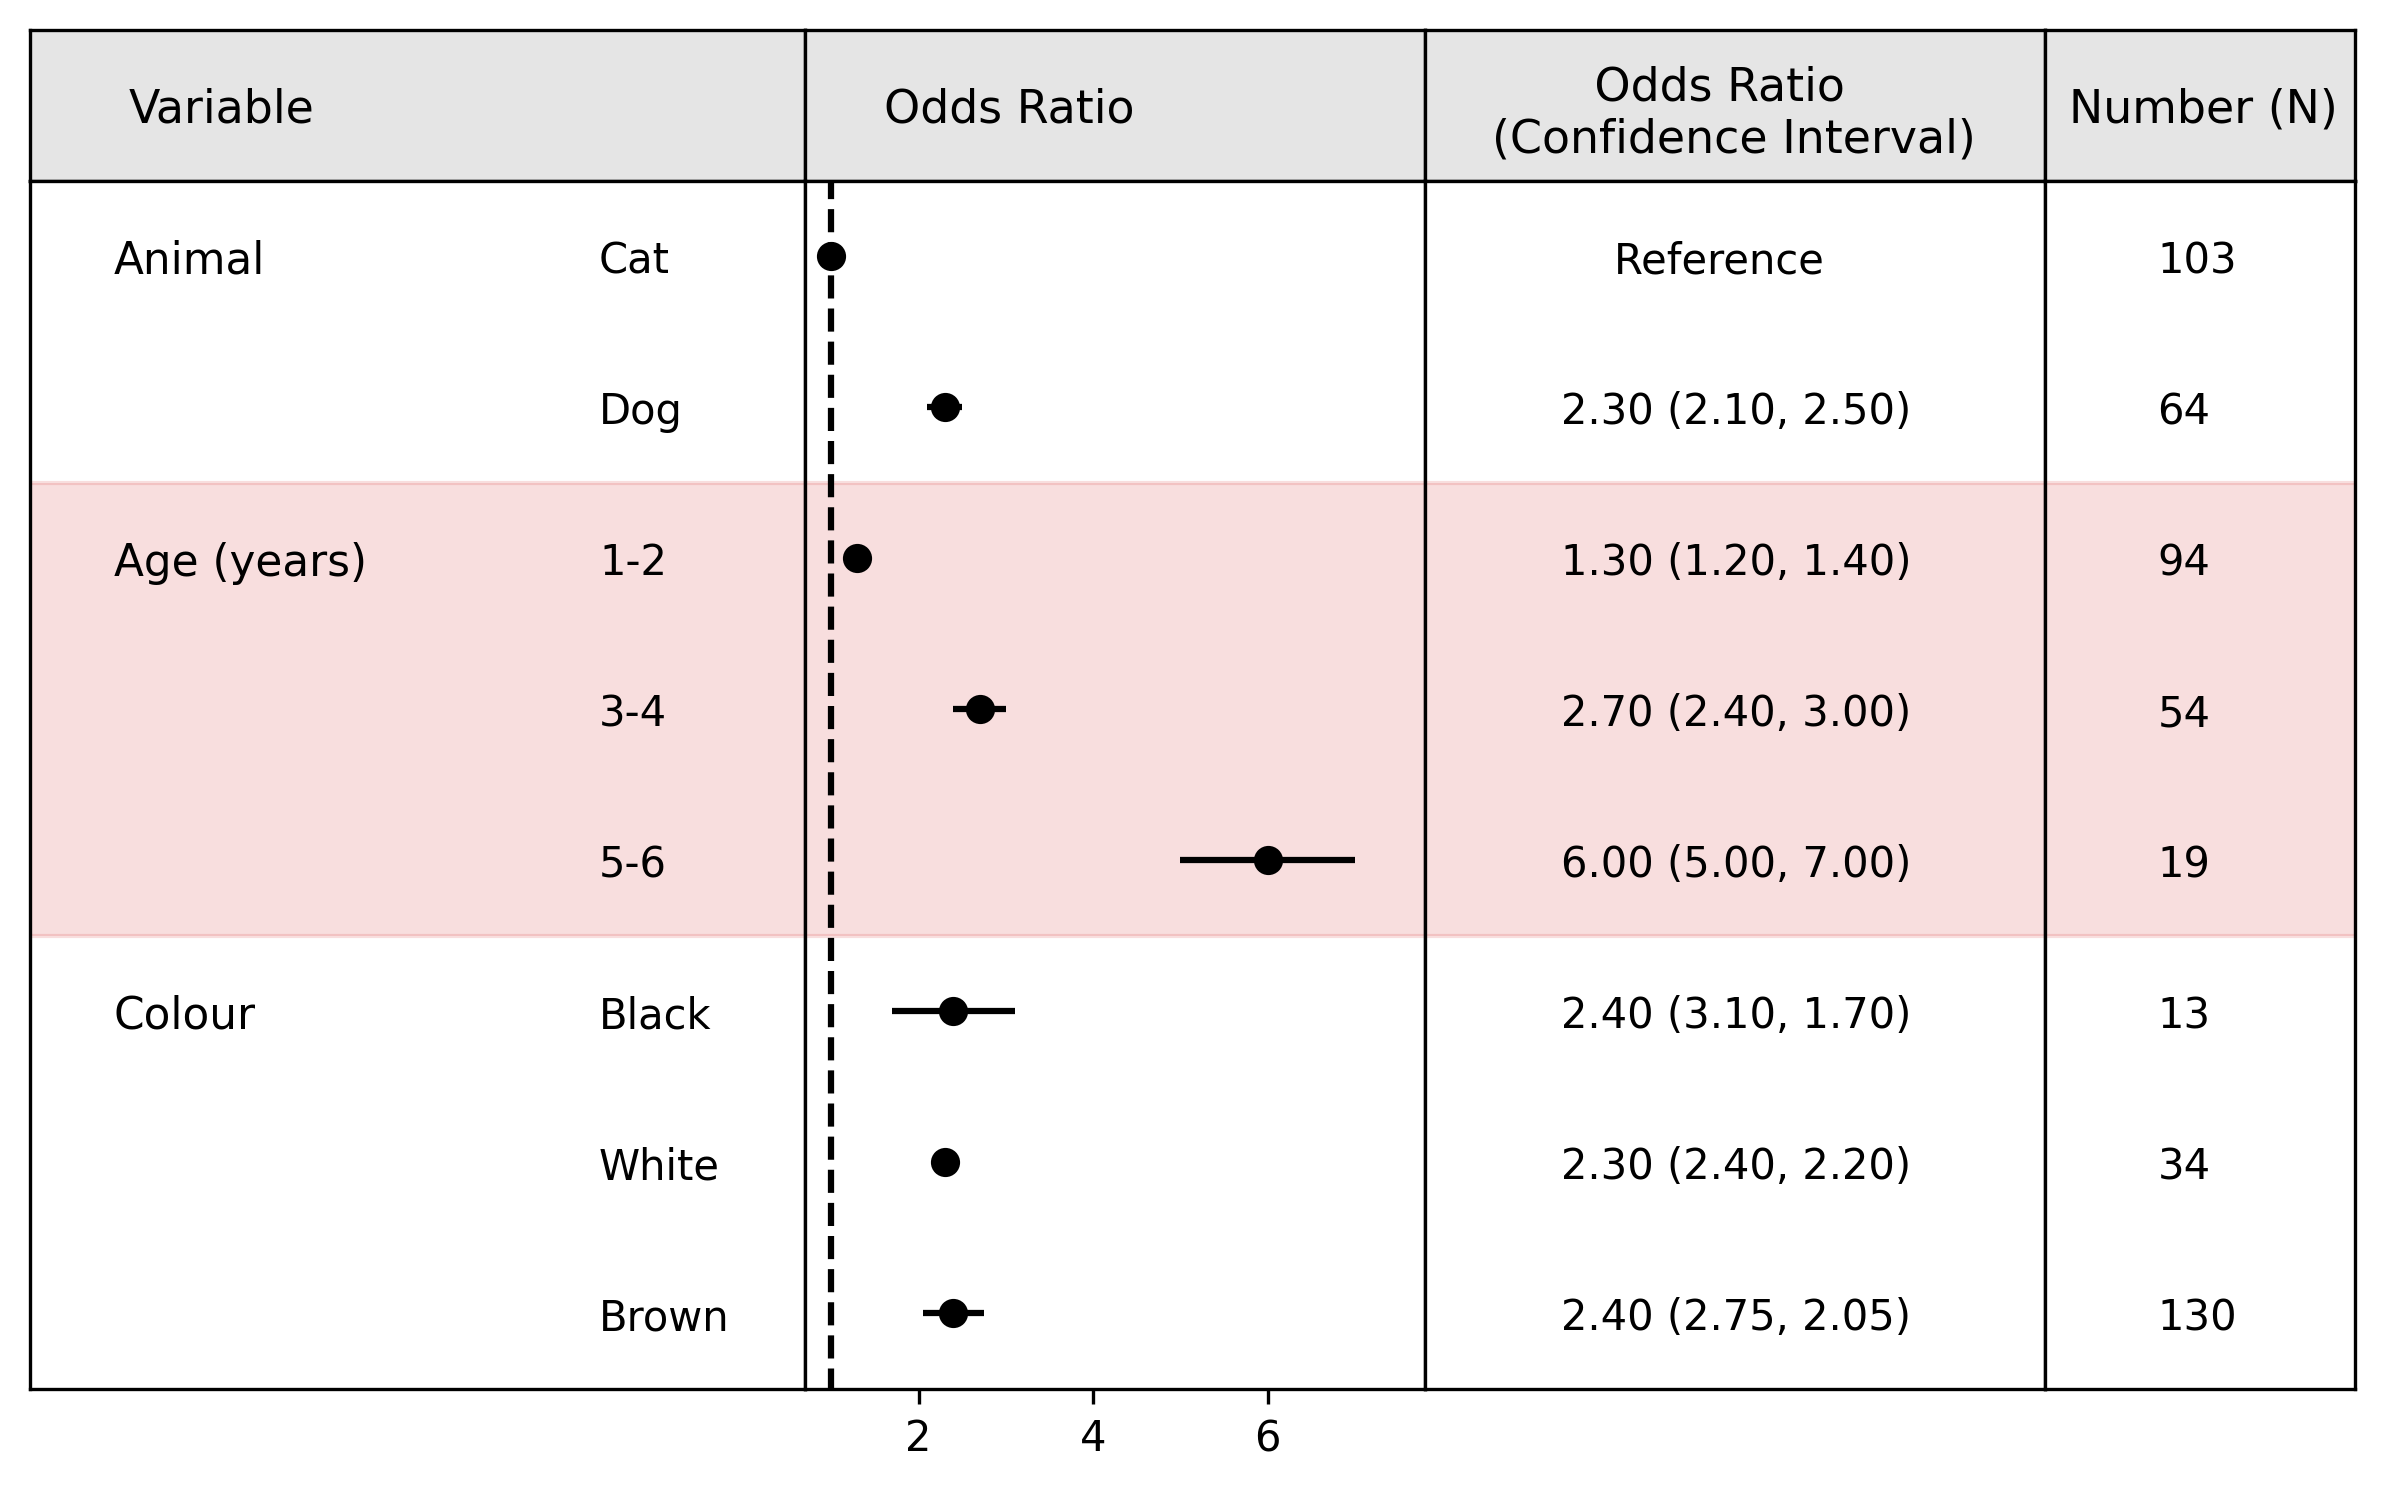 Variable
Odds Ratio
Odds Ratio
(Confidence Interval)
Number (N)
Animal Cat Reference 103
Dog 2.30 (2.10, 2.50) 64
Age (years) 1-2 1.30 (1.20, 1.40) 94
3-4 2.70 (2.40, 3.00) 54
5-6 6.00 (5.00, 7.00) 19
Colour Black 2.40 (3.10, 1.70) 13
White 2.30 (2.40, 2.20) 34
Brown 2.40 (2.75, 2.05) 130
2 4 6